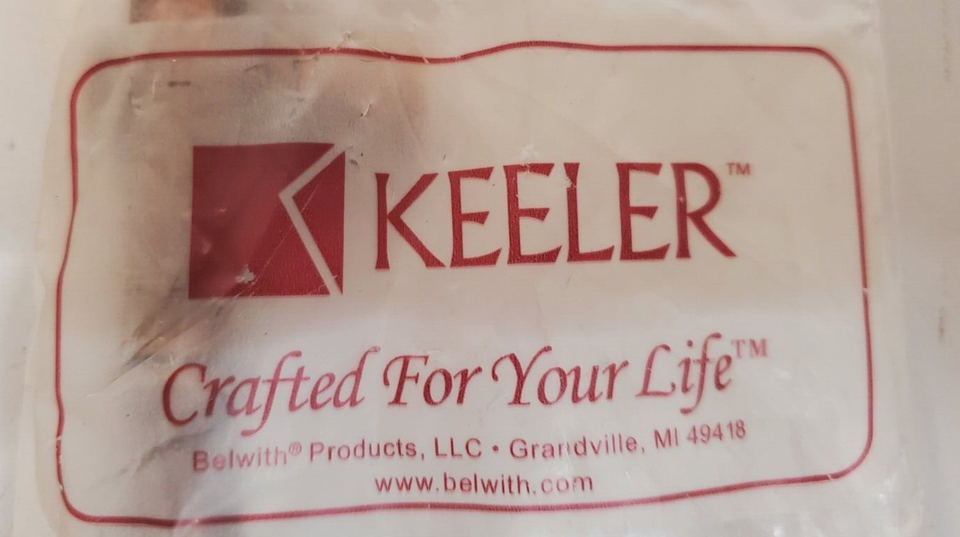 KEELER™
Crafted For Your Life™
Belwith® Products, LLC • Grandville, MI 49418
www.belwith.com